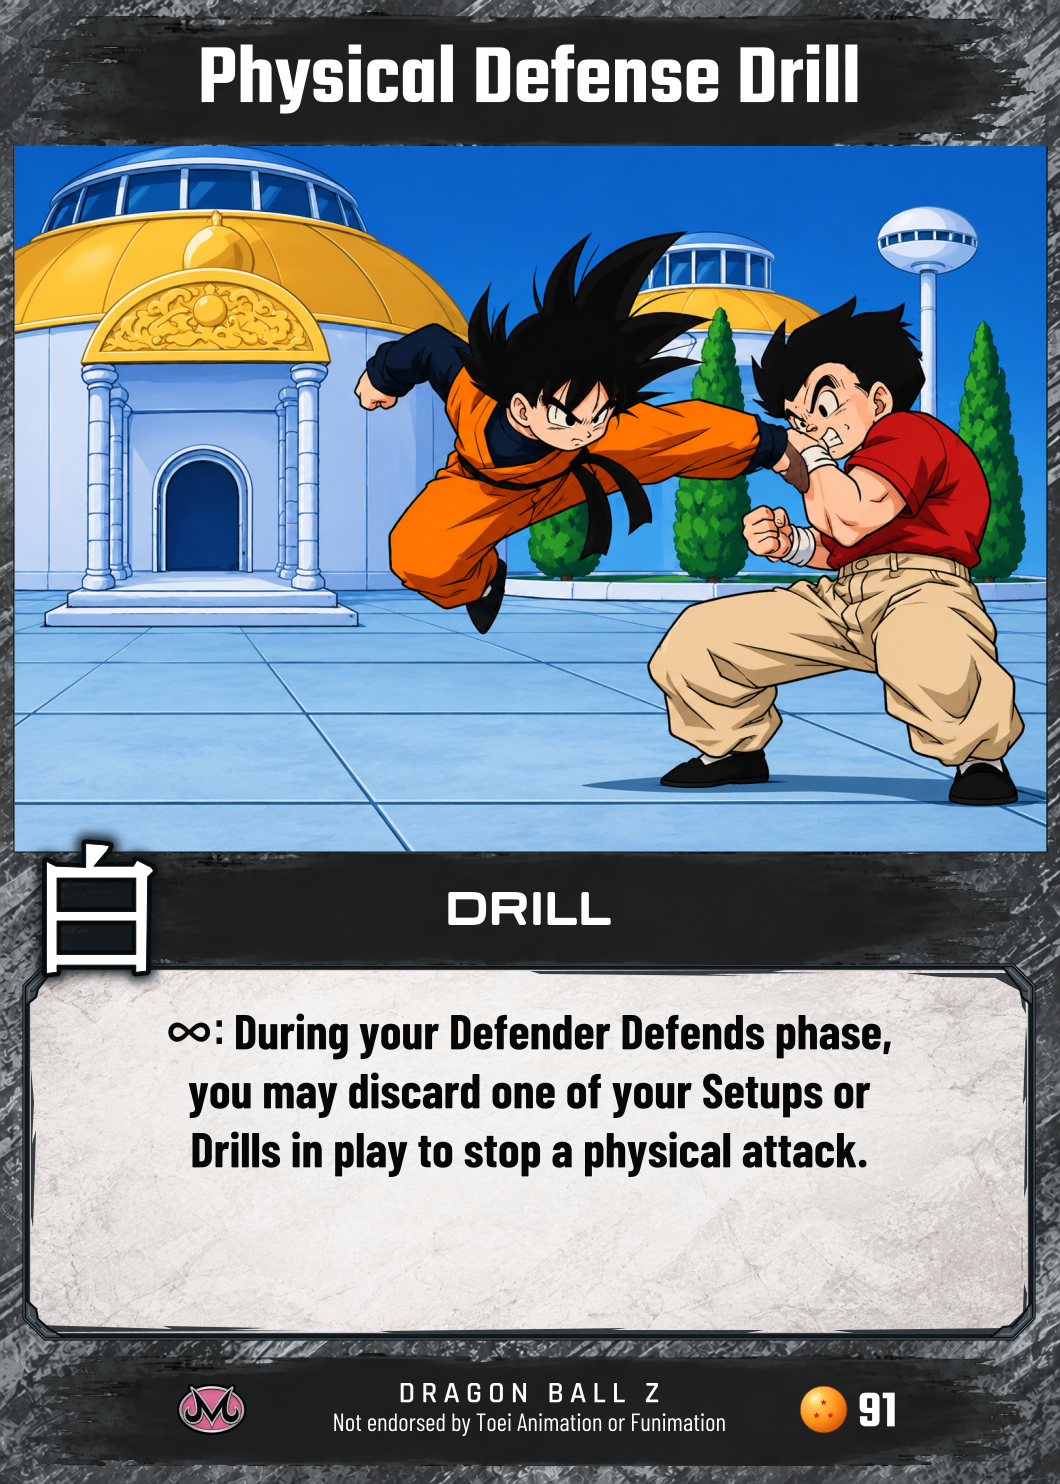 Physical Defense Drill
白
DRILL
∞: During your Defender Defends phase,
you may discard one of your Setups or
Drills in play to stop a physical attack.
DRAGON BALL Z
Not endorsed by Toei Animation or Funimation
91